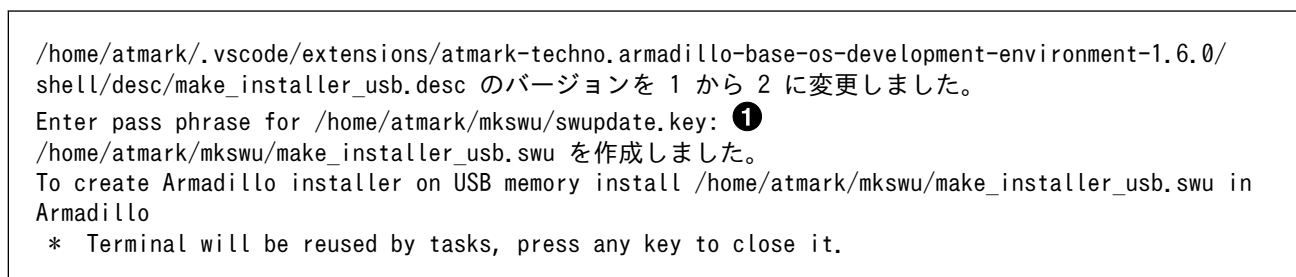 /home/atmark/.vscode/extensions/atmark-techno.armadillo-base-os-development-environment-1.6.0/
shell/desc/make_installer_usb.desc のバージョンを 1 から 2 に変更しました。
Enter pass phrase for /home/atmark/mkswu/swupdate.key: ❶
/home/atmark/mkswu/make_installer_usb.swu を作成しました。
To create Armadillo installer on USB memory install /home/atmark/mkswu/make_installer_usb.swu in
Armadillo
 *  Terminal will be reused by tasks, press any key to close it.